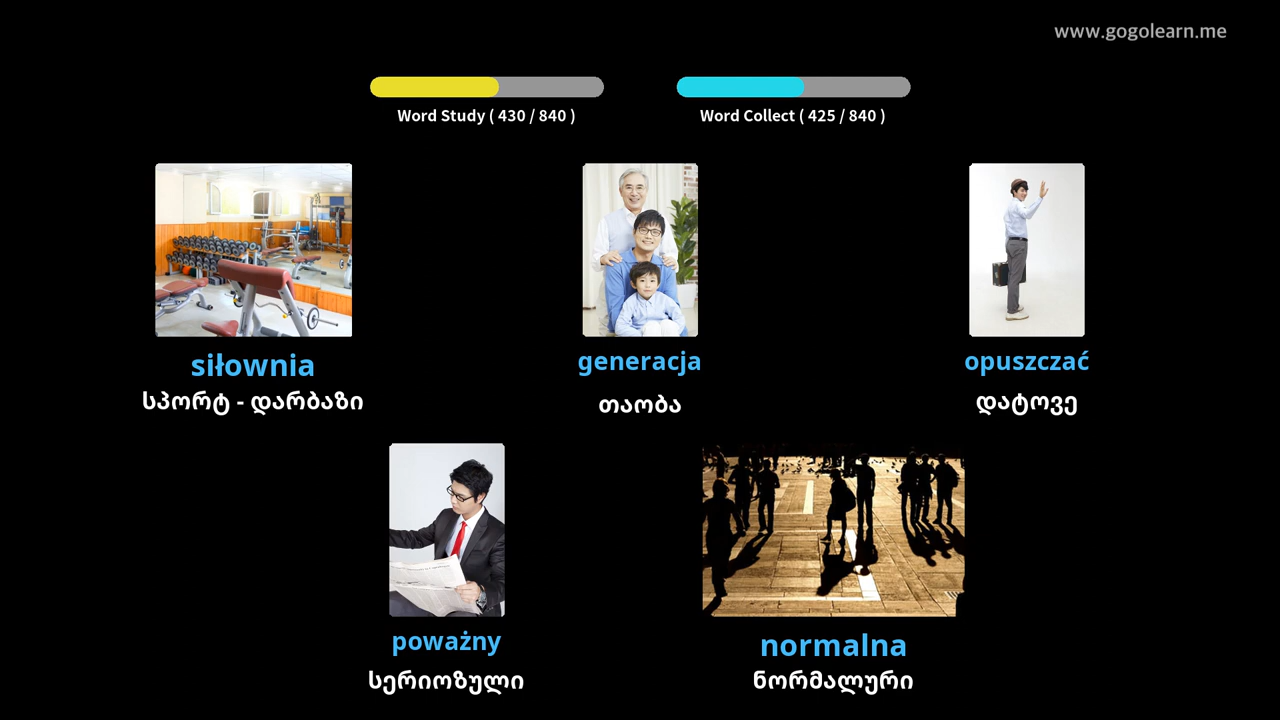 www.gogolearn.me
Word Study ( 430 / 840 )
Word Collect ( 425 / 840 )
siłownia
generacja
opuszczać
სპორტ - დარბაზი
თაობა
დატოვე
poważny
normalna
სერიოზული
ნორმალური